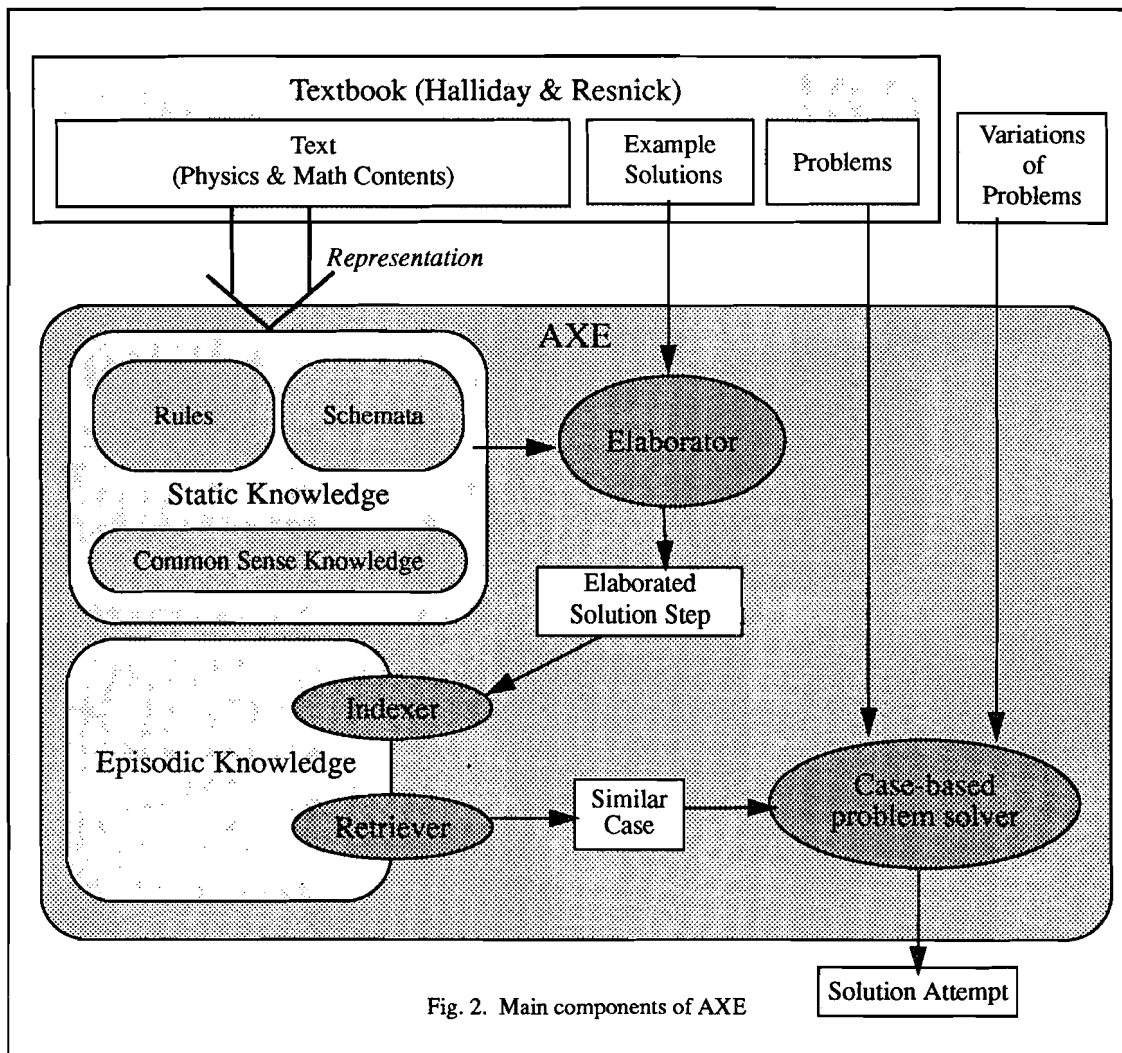 Textbook (Halliday & Resnick)
Text
(Physics & Math Contents)
Example
Solutions
Problems
Variations
of
Problems
Representation
AXE
Rules
Schemata
Elaborator
Static Knowledge
Common Sense Knowledge
Elaborated
Solution Step
Indexer
Episodic Knowledge
Retriever
Similar
Case
Case-based
problem solver
Solution Attempt
Fig. 2. Main components of AXE